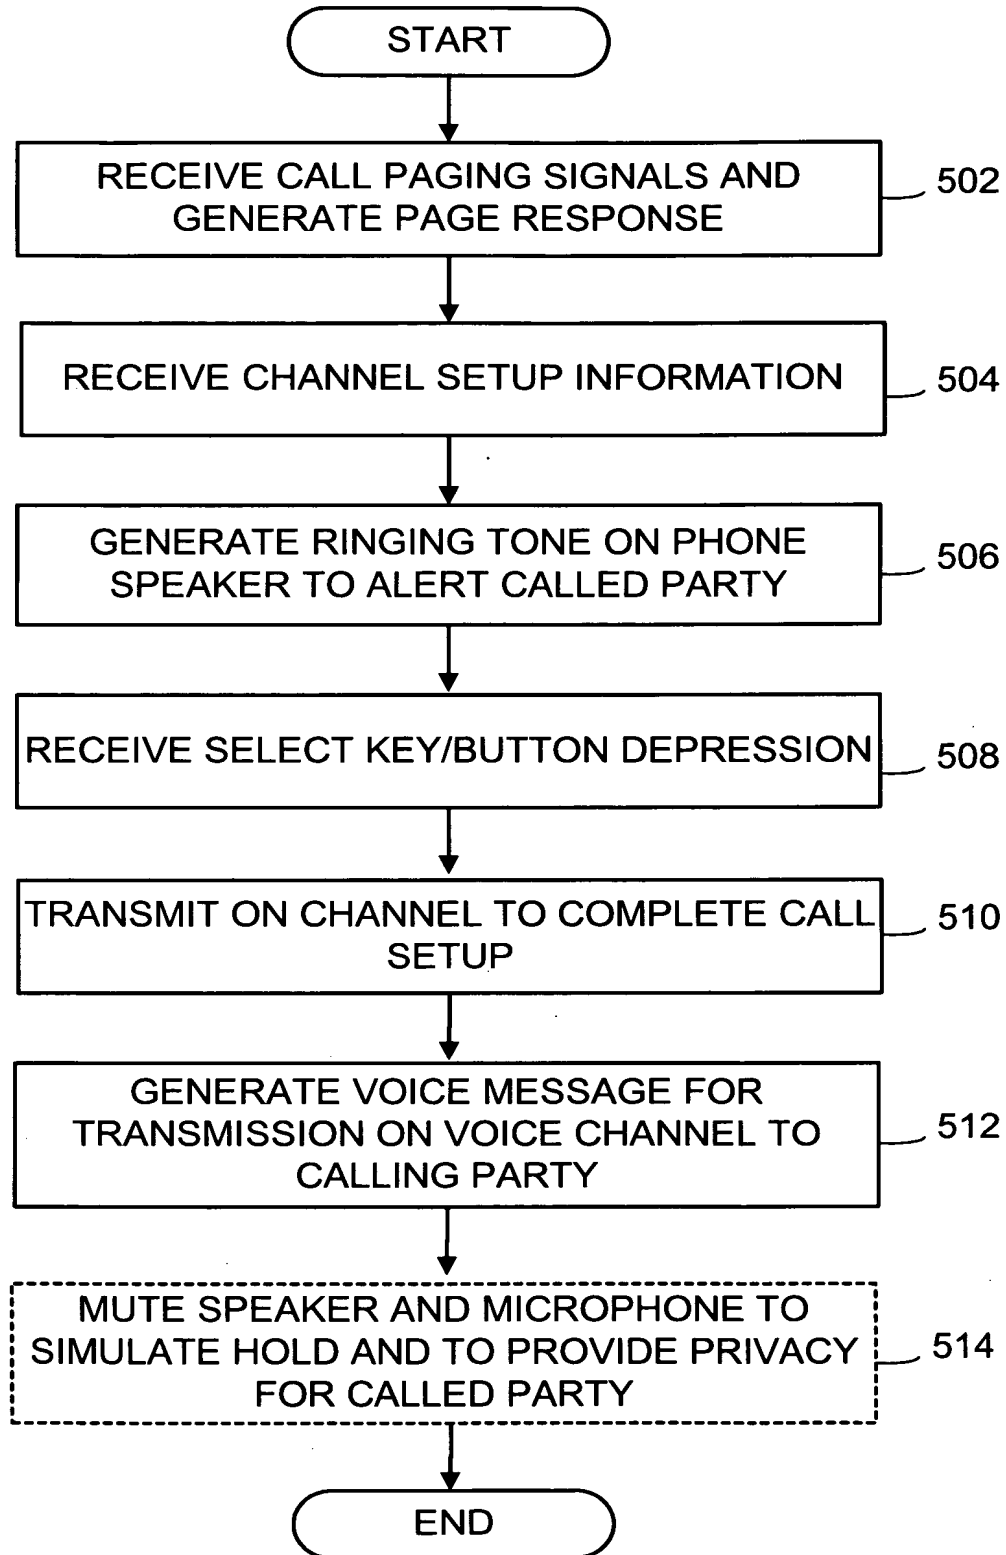 START
RECEIVE CALL PAGING SIGNALS AND
GENERATE PAGE RESPONSE
502
RECEIVE CHANNEL SETUP INFORMATION
504
GENERATE RINGING TONE ON PHONE
SPEAKER TO ALERT CALLED PARTY
506
RECEIVE SELECT KEY/BUTTON DEPRESSION
508
TRANSMIT ON CHANNEL TO COMPLETE CALL
SETUP
510
GENERATE VOICE MESSAGE FOR
TRANSMISSION ON VOICE CHANNEL TO
CALLING PARTY
512
MUTE SPEAKER AND MICROPHONE TO
SIMULATE HOLD AND TO PROVIDE PRIVACY
FOR CALLED PARTY
514
END